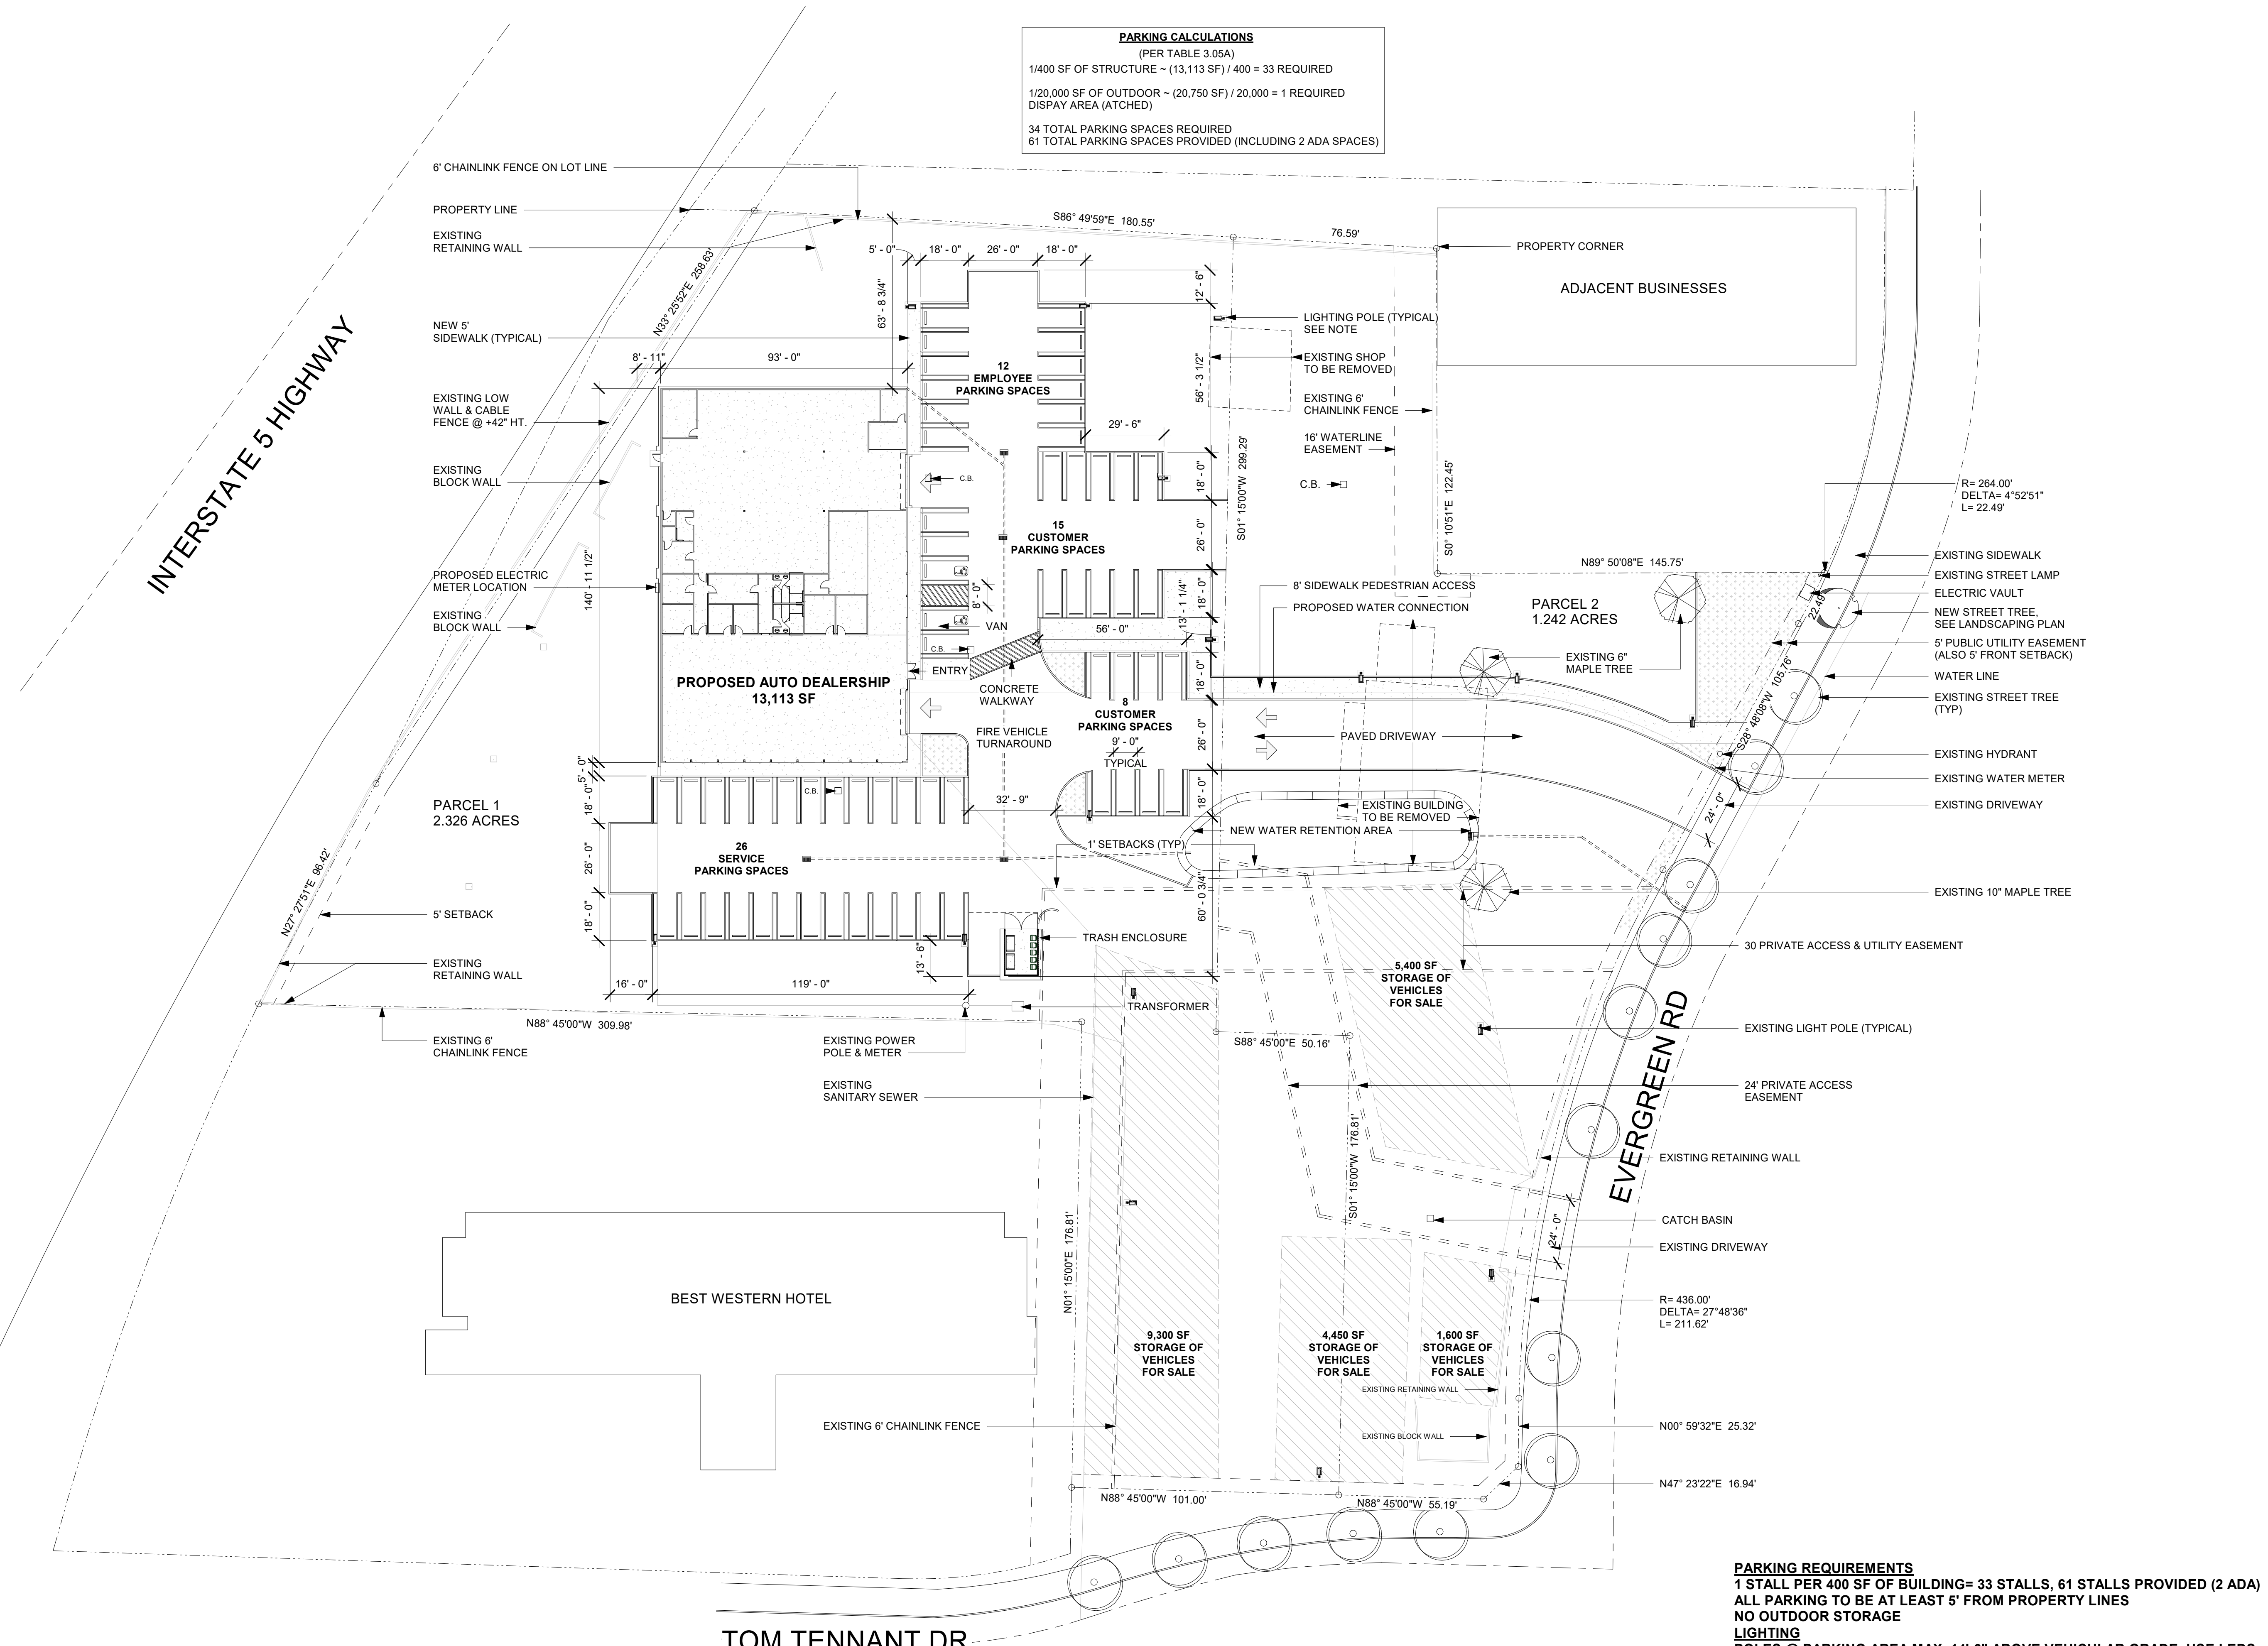 PARKING CALCULATIONS
(PER TABLE 3.05A)
1/400 SF OF STRUCTURE ~ (13,113 SF) / 400 = 33 REQUIRED
1/20,000 SF OF OUTDOOR ~ (20,750 SF) / 20,000 = 1 REQUIRED
DISPAY AREA (ATCHED)
34 TOTAL PARKING SPACES REQUIRED
61 TOTAL PARKING SPACES PROVIDED (INCLUDING 2 ADA SPACES)
6' CHAINLINK FENCE ON LOT LINE
PROPERTY LINE
EXISTING
RETAINING WALL
NEW 5'
SIDEWALK (TYPICAL)
EXISTING LOW
WALL & CABLE
FENCE @ +42" HT.
EXISTING
BLOCK WALL
PROPOSED ELECTRIC
METER LOCATION
EXISTING
BLOCK WALL
PARCEL 1
2.326 ACRES
5' SETBACK
EXISTING
RETAINING WALL
EXISTING 6'
CHAINLINK FENCE
INTERSTATE 5 HIGHWAY
N33° 25'52"E 258.63'
N27° 27'51"E 96.42'
N88° 45'00"W 309.98'
S86° 49'59"E 180.55'
76.59'
5' - 0"
18' - 0"
26' - 0"
18' - 0"
63' - 8 3/4"
12' - 6"
56' - 3 1/2"
8' - 11"
93' - 0"
140' - 11 1/2"
12
EMPLOYEE
PARKING SPACES
29' - 6"
18' - 0"
C.B.
15
CUSTOMER
PARKING SPACES
26' - 0"
18' - 0"
13' - 1 1/4"
8' - 0"
VAN
C.B.
56' - 0"
ENTRY
CONCRETE
WALKWAY
PROPOSED AUTO DEALERSHIP
13,113 SF
18' - 0"
8
CUSTOMER
PARKING SPACES
FIRE VEHICLE
TURNAROUND
9' - 0"
TYPICAL
26' - 0"
18' - 0"
5' - 0"
18' - 0"
26' - 0"
18' - 0"
C.B.
32' - 9"
26
SERVICE
PARKING SPACES
60' - 0 3/4"
13' - 6"
16' - 0"
119' - 0"
1' SETBACKS (TYP)
TRASH ENCLOSURE
TRANSFORMER
EXISTING POWER
POLE & METER
EXISTING
SANITARY SEWER
PROPERTY CORNER
ADJACENT BUSINESSES
LIGHTING POLE (TYPICAL)
SEE NOTE
EXISTING SHOP
TO BE REMOVED
EXISTING 6'
CHAINLINK FENCE
16' WATERLINE
EASEMENT
C.B.
S01° 15'00"W 299.29'
S0° 10'51"E 122.45'
N89° 50'08"E 145.75'
8' SIDEWALK PEDESTRIAN ACCESS
PROPOSED WATER CONNECTION
PARCEL 2
1.242 ACRES
EXISTING 6"
MAPLE TREE
PAVED DRIVEWAY
EXISTING BUILDING
TO BE REMOVED
NEW WATER RETENTION AREA
22.49'
S28° 48'08"W 105.76'
24' - 0"
R= 264.00'
DELTA= 4°52'51"
L= 22.49'
EXISTING SIDEWALK
EXISTING STREET LAMP
ELECTRIC VAULT
NEW STREET TREE,
SEE LANDSCAPING PLAN
5' PUBLIC UTILITY EASEMENT
(ALSO 5' FRONT SETBACK)
WATER LINE
EXISTING STREET TREE
(TYP)
EXISTING HYDRANT
EXISTING WATER METER
EXISTING DRIVEWAY
EXISTING 10" MAPLE TREE
30 PRIVATE ACCESS & UTILITY EASEMENT
5,400 SF
STORAGE OF
VEHICLES
FOR SALE
EXISTING LIGHT POLE (TYPICAL)
S88° 45'00"E 50.16'
24' PRIVATE ACCESS
EASEMENT
EVERGREEN RD
S01° 15'00"W 176.81'
EXISTING RETAINING WALL
CATCH BASIN
24' - 0"
EXISTING DRIVEWAY
R= 436.00'
DELTA= 27°48'36"
L= 211.62'
N01° 15'00"E 176.81'
BEST WESTERN HOTEL
9,300 SF
STORAGE OF
VEHICLES
FOR SALE
4,450 SF
STORAGE OF
VEHICLES
FOR SALE
1,600 SF
STORAGE OF
VEHICLES
FOR SALE
EXISTING RETAINING WALL
EXISTING BLOCK WALL
EXISTING 6' CHAINLINK FENCE
N00° 59'32"E 25.32'
N47° 23'22"E 16.94'
N88° 45'00"W 101.00'
N88° 45'00"W 55.19'
TOM TENNANT DR
PARKING REQUIREMENTS
1 STALL PER 400 SF OF BUILDING= 33 STALLS, 61 STALLS PROVIDED (2 ADA)
ALL PARKING TO BE AT LEAST 5' FROM PROPERTY LINES
NO OUTDOOR STORAGE
LIGHTING
POLES @ PARKING AREA MAX. 14'-6" ABOVE VEHICULAR GRADE, USE LEDS